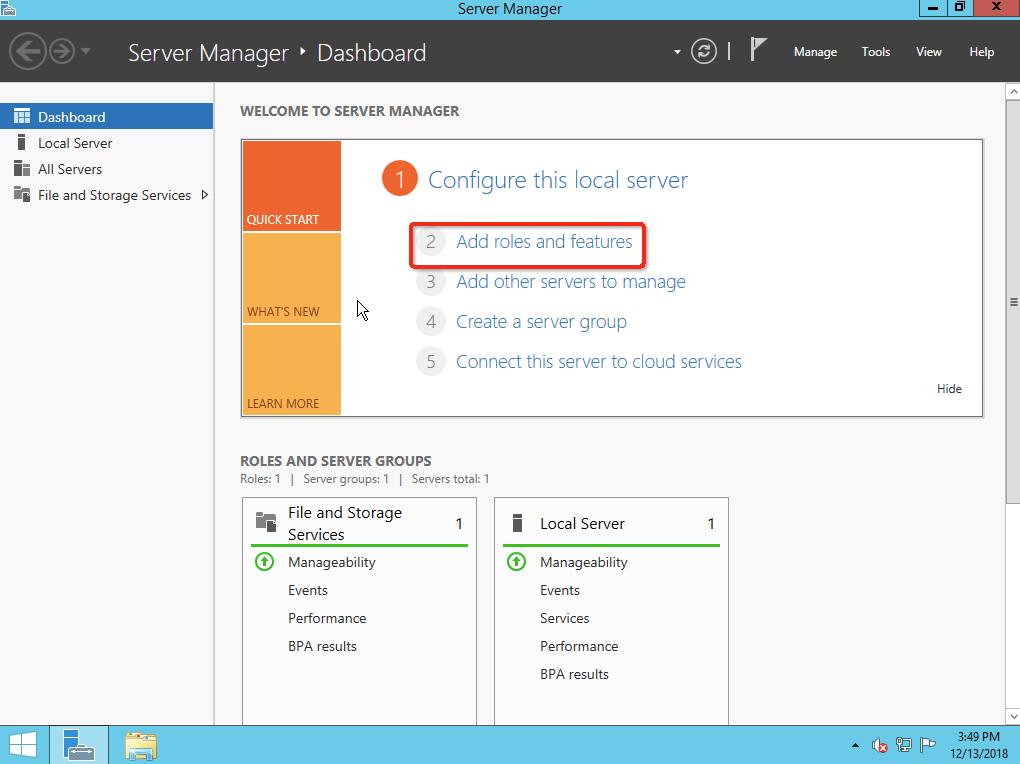 Server Manager
Server Manager ‣ Dashboard
Manage Tools View Help
Dashboard
Local Server
All Servers
File and Storage Services
WELCOME TO SERVER MANAGER
QUICK START
WHAT'S NEW
LEARN MORE
1 Configure this local server
2 Add roles and features
3 Add other servers to manage
4 Create a server group
5 Connect this server to cloud services
Hide
ROLES AND SERVER GROUPS
Roles: 1 | Server groups: 1 | Servers total: 1
File and Storage
Services
1
Manageability
Events
Performance
BPA results
Local Server 1
Manageability
Events
Services
Performance
BPA results
3:49 PM
12/13/2018